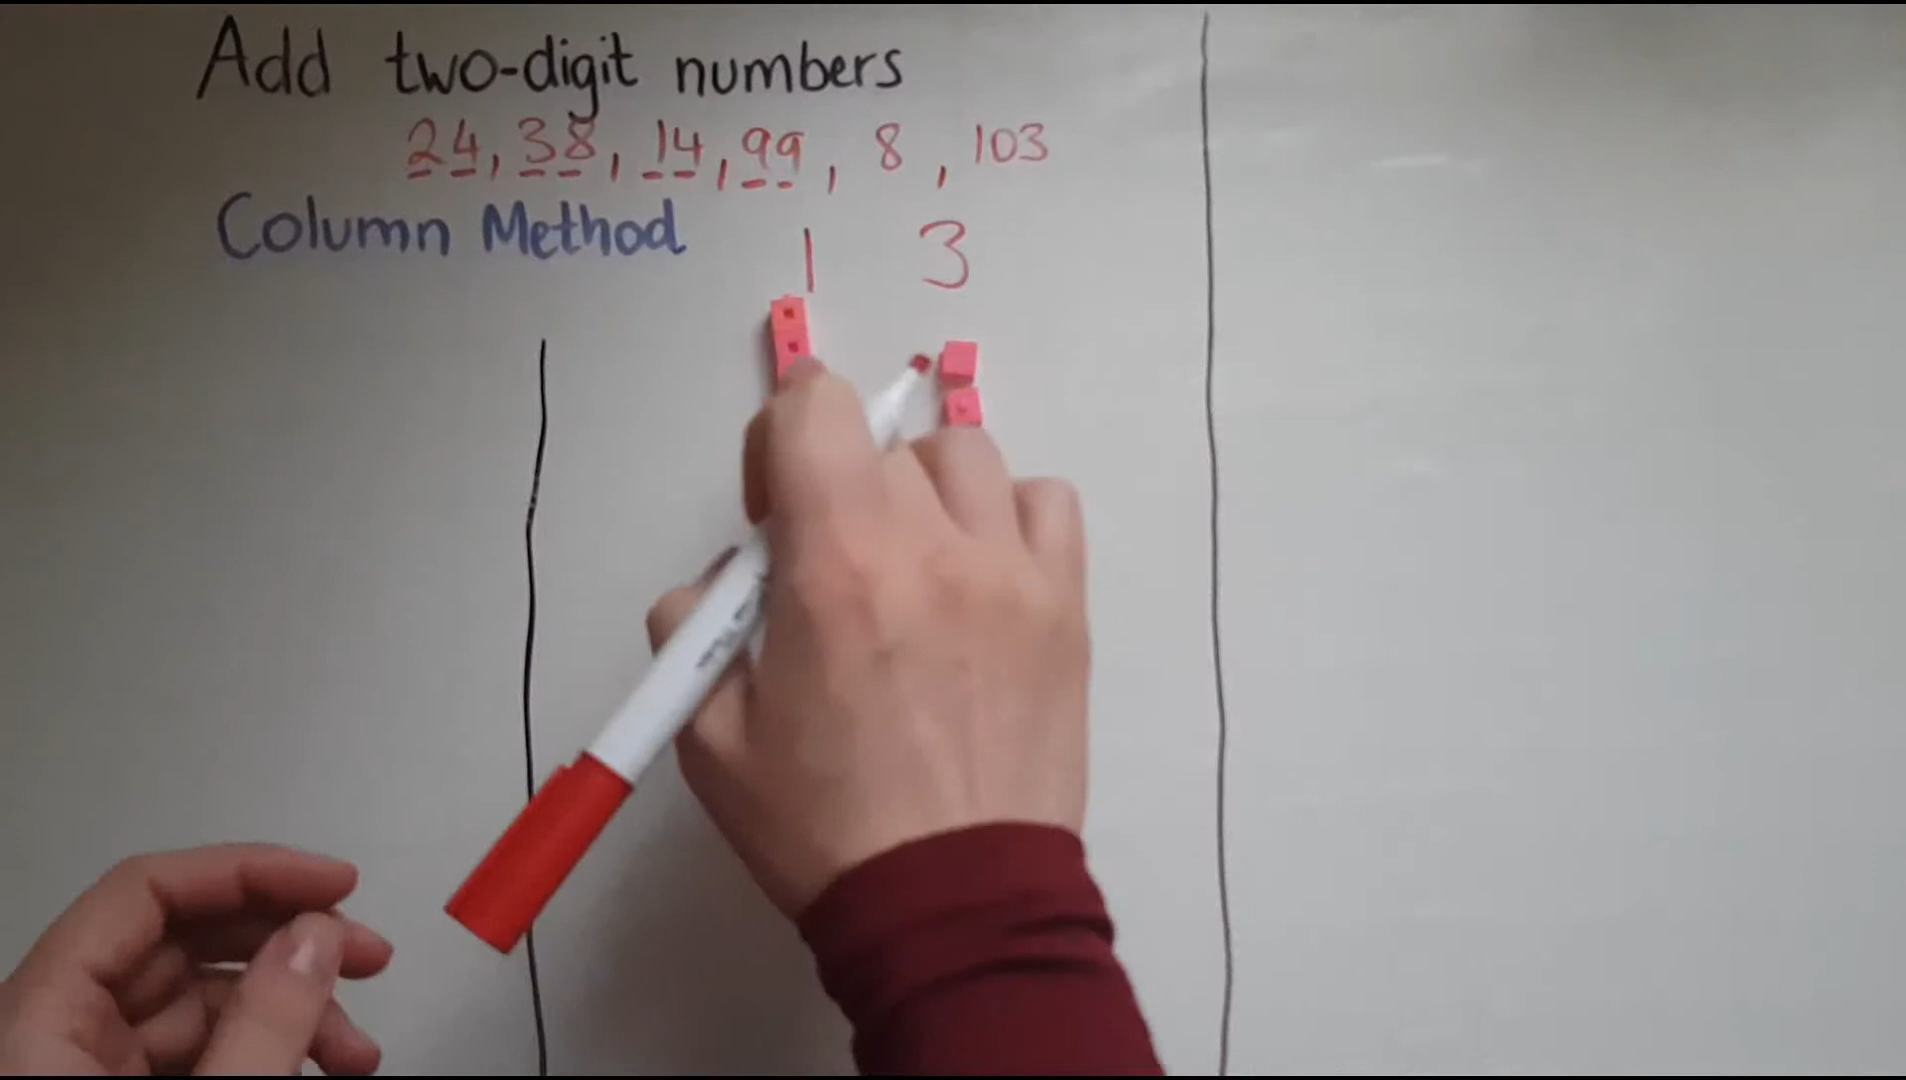 Add two-digit numbers
24, 38, 14, 99, 8, 103
Column Method
1 3